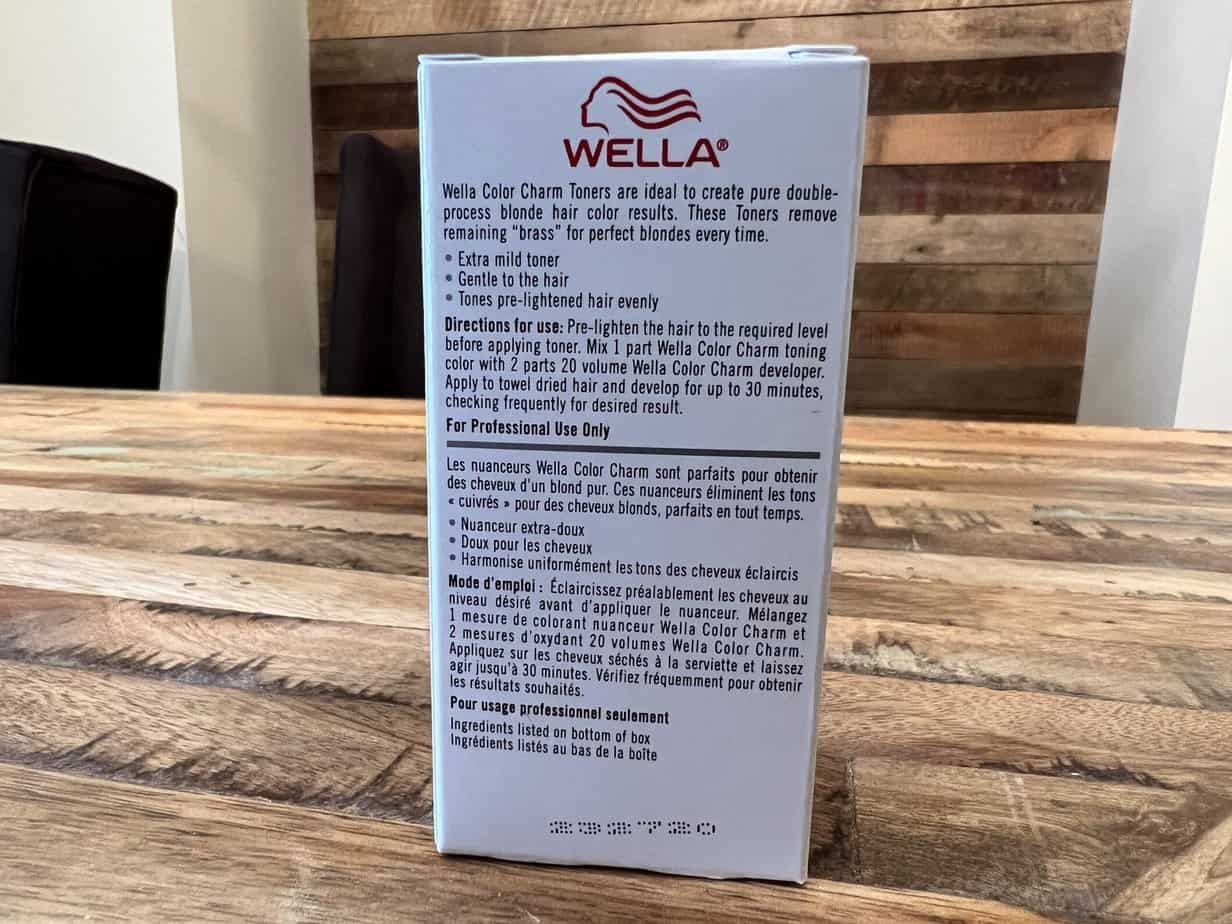 WELLA®
Wella Color Charm Toners are ideal to create pure double-
process blonde hair color results. These Toners remove
remaining “brass” for perfect blondes every time.
• Extra mild toner
• Gentle to the hair
• Tones pre-lightened hair evenly
Directions for use: Pre-lighten the hair to the required level
before applying toner. Mix 1 part Wella Color Charm toning
color with 2 parts 20 volume Wella Color Charm developer.
Apply to towel dried hair and develop for up to 30 minutes,
checking frequently for desired result.
For Professional Use Only
Les nuanceurs Wella Color Charm sont parfaits pour obtenir
des cheveux d'un blond pur. Ces nuanceurs éliminent les tons
« cuivrés » pour des cheveux blonds, parfaits en tout temps.
• Nuanceur extra-doux
• Doux pour les cheveux
• Harmonise uniformément les tons des cheveux éclaircis
Mode d'emploi : Éclaircissez préalablement les cheveux au
niveau désiré avant d'appliquer le nuanceur. Mélangez
1 mesure de colorant nuanceur Wella Color Charm et
2 mesures d'oxydant 20 volumes Wella Color Charm.
Appliquez sur les cheveux séchés à la serviette et laissez
agir jusqu'à 30 minutes. Vérifiez fréquemment pour obtenir
les résultats souhaités.
Pour usage professionnel seulement
Ingredients listed on bottom of box
Ingrédients listés au bas de la boîte